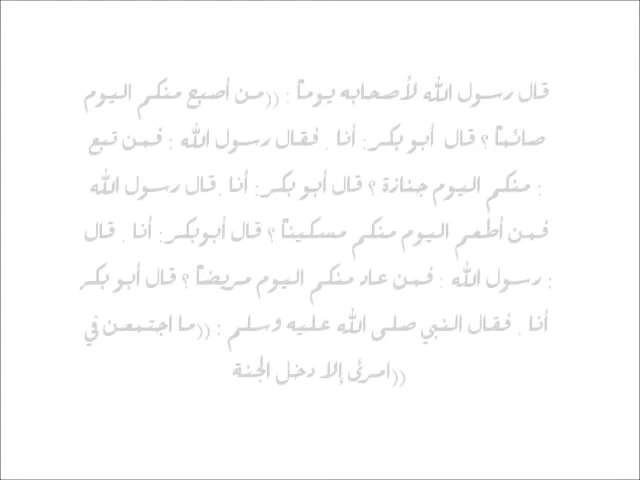 قال رسول الله لأصحابه يوماً : ((من أصبح منكم اليوم
صائماً ؟ قال أبو بكر: أنا . فقال رسول الله : فمن تبع
منكم اليوم جنازة ؟ قال أبو بكر: أنا .قال رسول الله :
فمن أطعم اليوم منكم مسكيناً ؟ قال أبوبكر: أنا . قال
رسول الله : فمن عاد منكم اليوم مريضاً ؟ قال أبو بكر :
أنا . فقال النبي صلى الله عليه وسلم : ((ما اجتمعن في
امرئ إلا دخل الجنة))